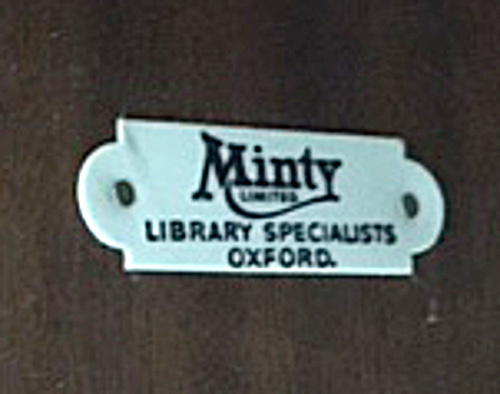 Minty
LIMITED
LIBRARY SPECIALISTS
OXFORD.